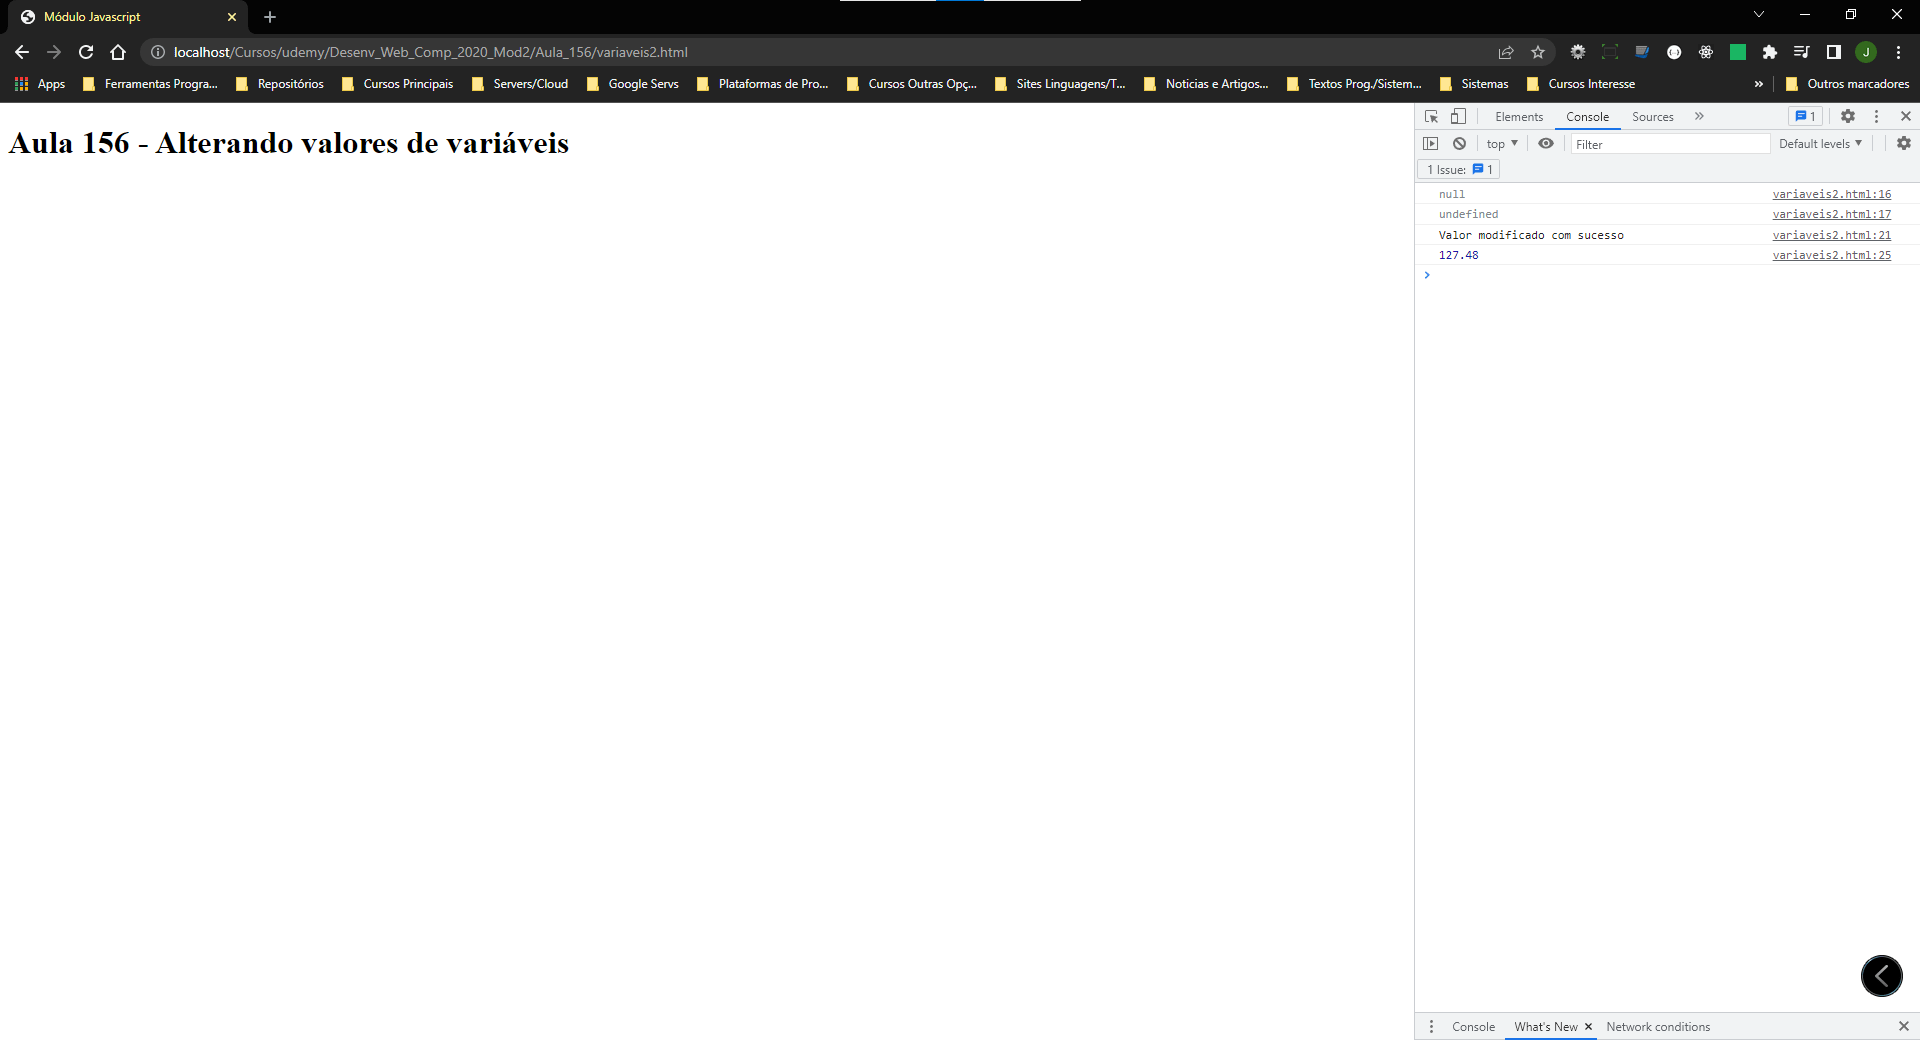 Módulo Javascript
localhost/Cursos/udemy/Desenv_Web_Comp_2020_Mod2/Aula_156/variaveis2.html
J
Apps Ferramentas Progra... Repositórios Cursos Principais Servers/Cloud Google Servs Plataformas de Pro... Cursos Outras Opç... Sites Linguagens/T... Noticias e Artigos... Textos Prog./Sistem... Sistemas Cursos Interesse » Outros marcadores
Aula 156 - Alterando valores de variáveis
Elements Console Sources » 1
top Filter Default levels
1 Issue: 1
null variaveis2.html:16
undefined variaveis2.html:17
Valor modificado com sucesso variaveis2.html:21
127.48 variaveis2.html:25
Console What's New Network conditions